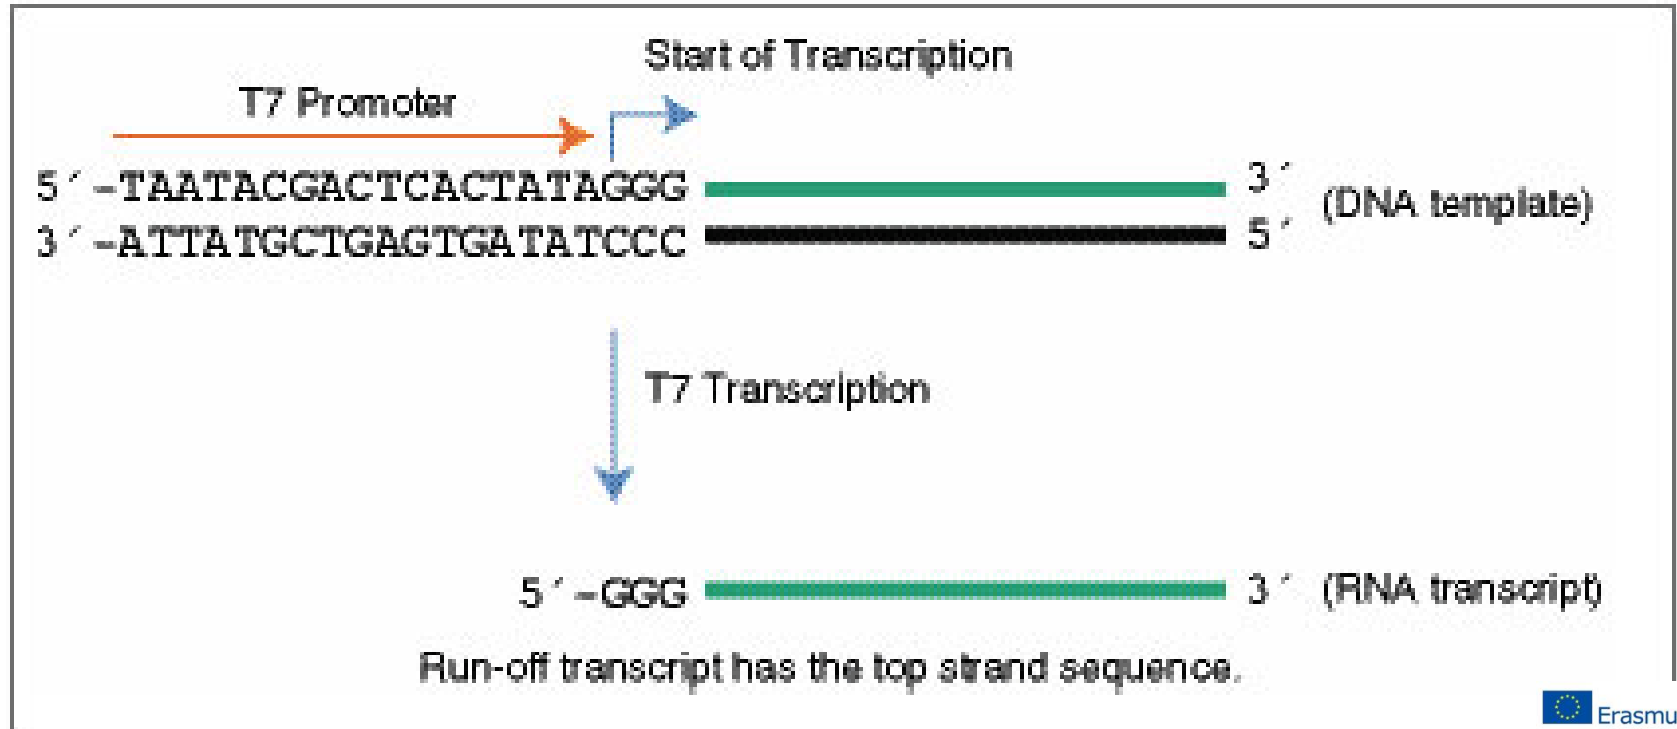 Start of Transcription
T7 Promoter
5´-TAATACGACTCACTATAGGG 3´
(DNA template)
3´-ATTATGCTGAGTGATATCCC 5´
T7 Transcription
5´-GGG 3´ (RNA transcript)
Run-off transcript has the top strand sequence.
Erasmu